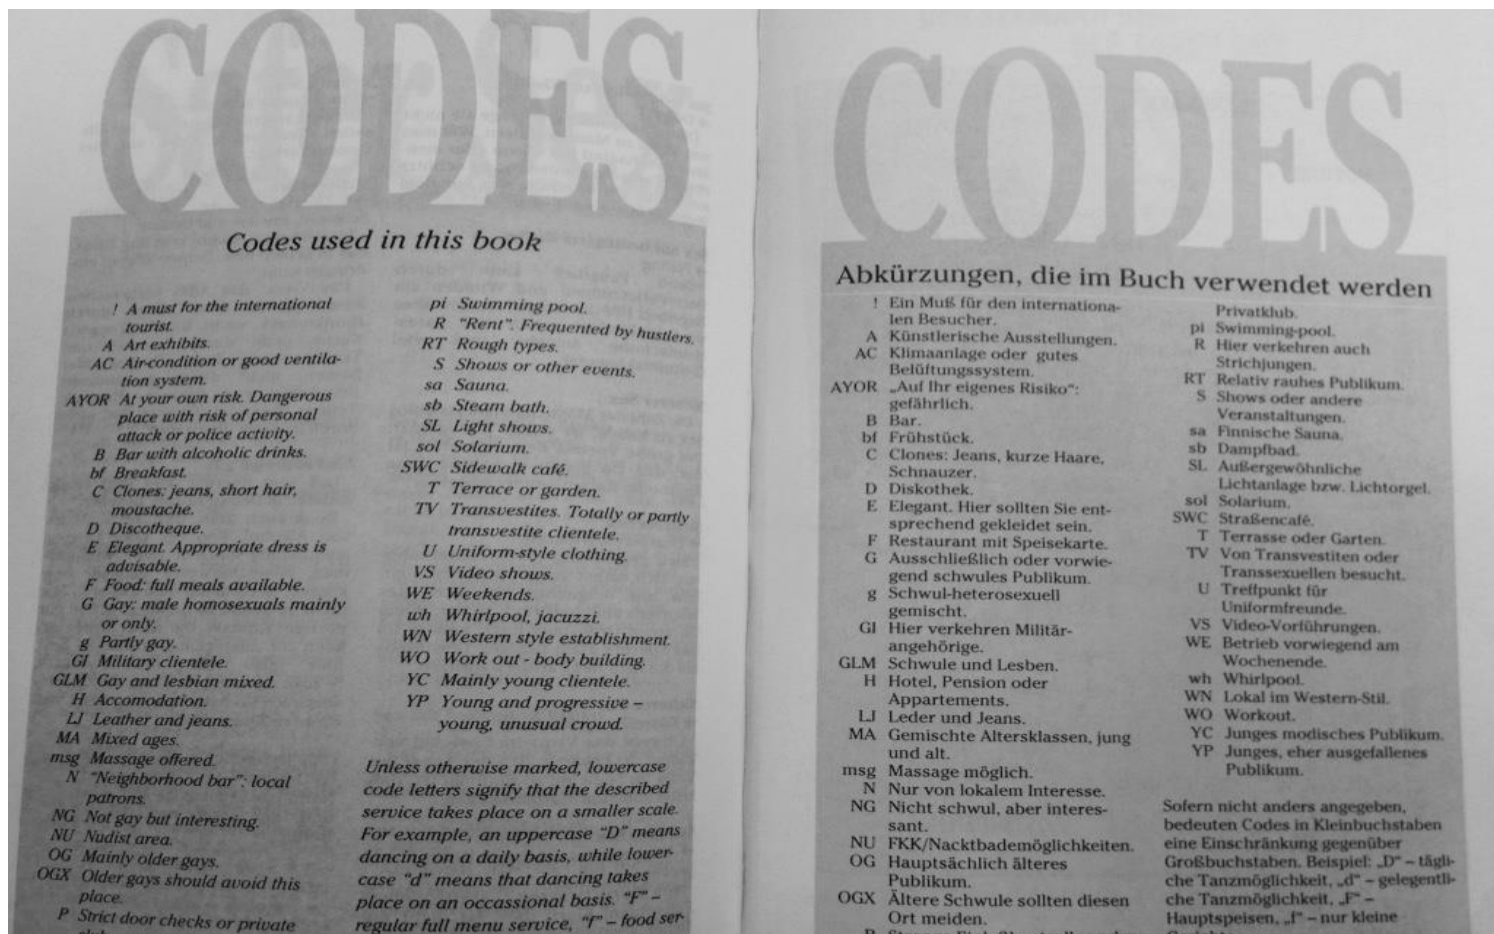 CODES
Codes used in this book
! A must for the international
tourist.
A Art exhibits.
AC Air-condition or good ventila-
tion system.
AYOR At your own risk. Dangerous
place with risk of personal
attack or police activity.
B Bar with alcoholic drinks.
bf Breakfast.
C Clones: jeans, short hair,
moustache.
D Discotheque.
E Elegant. Appropriate dress is
advisable.
F Food: full meals available.
G Gay: male homosexuals mainly
or only.
g Partly gay.
GI Military clientele.
GLM Gay and lesbian mixed.
H Accomodation.
LJ Leather and jeans.
MA Mixed ages.
msg Massage offered.
N "Neighborhood bar": local
patrons.
NG Not gay but interesting.
NU Nudist area.
OG Mainly older gays.
OGX Older gays should avoid this
place.
P Strict door checks or private
pi Swimming pool.
R "Rent". Frequented by hustlers.
RT Rough types.
S Shows or other events.
sa Sauna.
sb Steam bath.
SL Light shows.
sol Solarium.
SWC Sidewalk café.
T Terrace or garden.
TV Transvestites. Totally or partly
transvestite clientele.
U Uniform-style clothing.
VS Video shows.
WE Weekends.
wh Whirlpool, jacuzzi.
WN Western style establishment.
WO Work out - body building.
YC Mainly young clientele.
YP Young and progressive –
young, unusual crowd.
Unless otherwise marked, lowercase
code letters signify that the described
service takes place on a smaller scale.
For example, an uppercase "D" means
dancing on a daily basis, while lower-
case "d" means that dancing takes
place on an occassional basis. "F" –
regular full menu service, "f" – food ser-
CODES
Abkürzungen, die im Buch verwendet werden
! Ein Muß für den internationa-
len Besucher.
A Künstlerische Ausstellungen.
AC Klimaanlage oder gutes
Belüftungssystem.
AYOR „Auf Ihr eigenes Risiko“:
gefährlich.
B Bar.
bf Frühstück.
C Clones: Jeans, kurze Haare,
Schnauzer.
D Diskothek.
E Elegant. Hier sollten Sie ent-
sprechend gekleidet sein.
F Restaurant mit Speisekarte.
G Ausschließlich oder vorwie-
gend schwules Publikum.
g Schwul-heterosexuell
gemischt.
GI Hier verkehren Militär-
angehörige.
GLM Schwule und Lesben.
H Hotel, Pension oder
Appartements.
LJ Leder und Jeans.
MA Gemischte Altersklassen, jung
und alt.
msg Massage möglich.
N Nur von lokalem Interesse.
NG Nicht schwul, aber interes-
sant.
NU FKK/Nacktbademöglichkeiten.
OG Hauptsächlich älteres
Publikum.
OGX Ältere Schwule sollten diesen
Ort meiden.
Privatklub.
pi Swimming-pool.
R Hier verkehren auch
Strichjungen.
RT Relativ rauhes Publikum.
S Shows oder andere
Veranstaltungen.
sa Finnische Sauna.
sb Dampfbad.
SL Außergewöhnliche
Lichtanlage bzw. Lichtorgel.
sol Solarium.
SWC Straßencafé.
T Terrasse oder Garten.
TV Von Transvestiten oder
Transsexuellen besucht.
U Treffpunkt für
Uniformfreunde.
VS Video-Vorführungen.
WE Betrieb vorwiegend am
Wochenende.
wh Whirlpool.
WN Lokal im Western-Stil.
WO Workout.
YC Junges modisches Publikum.
YP Junges, eher ausgefallenes
Publikum.
Sofern nicht anders angegeben,
bedeuten Codes in Kleinbuchstaben
eine Einschränkung gegenüber
Großbuchstaben. Beispiel: „D“ – tägli-
che Tanzmöglichkeit, „d“ – gelegentli-
che Tanzmöglichkeit, „F“ –
Hauptspeisen, „f“ – nur kleine